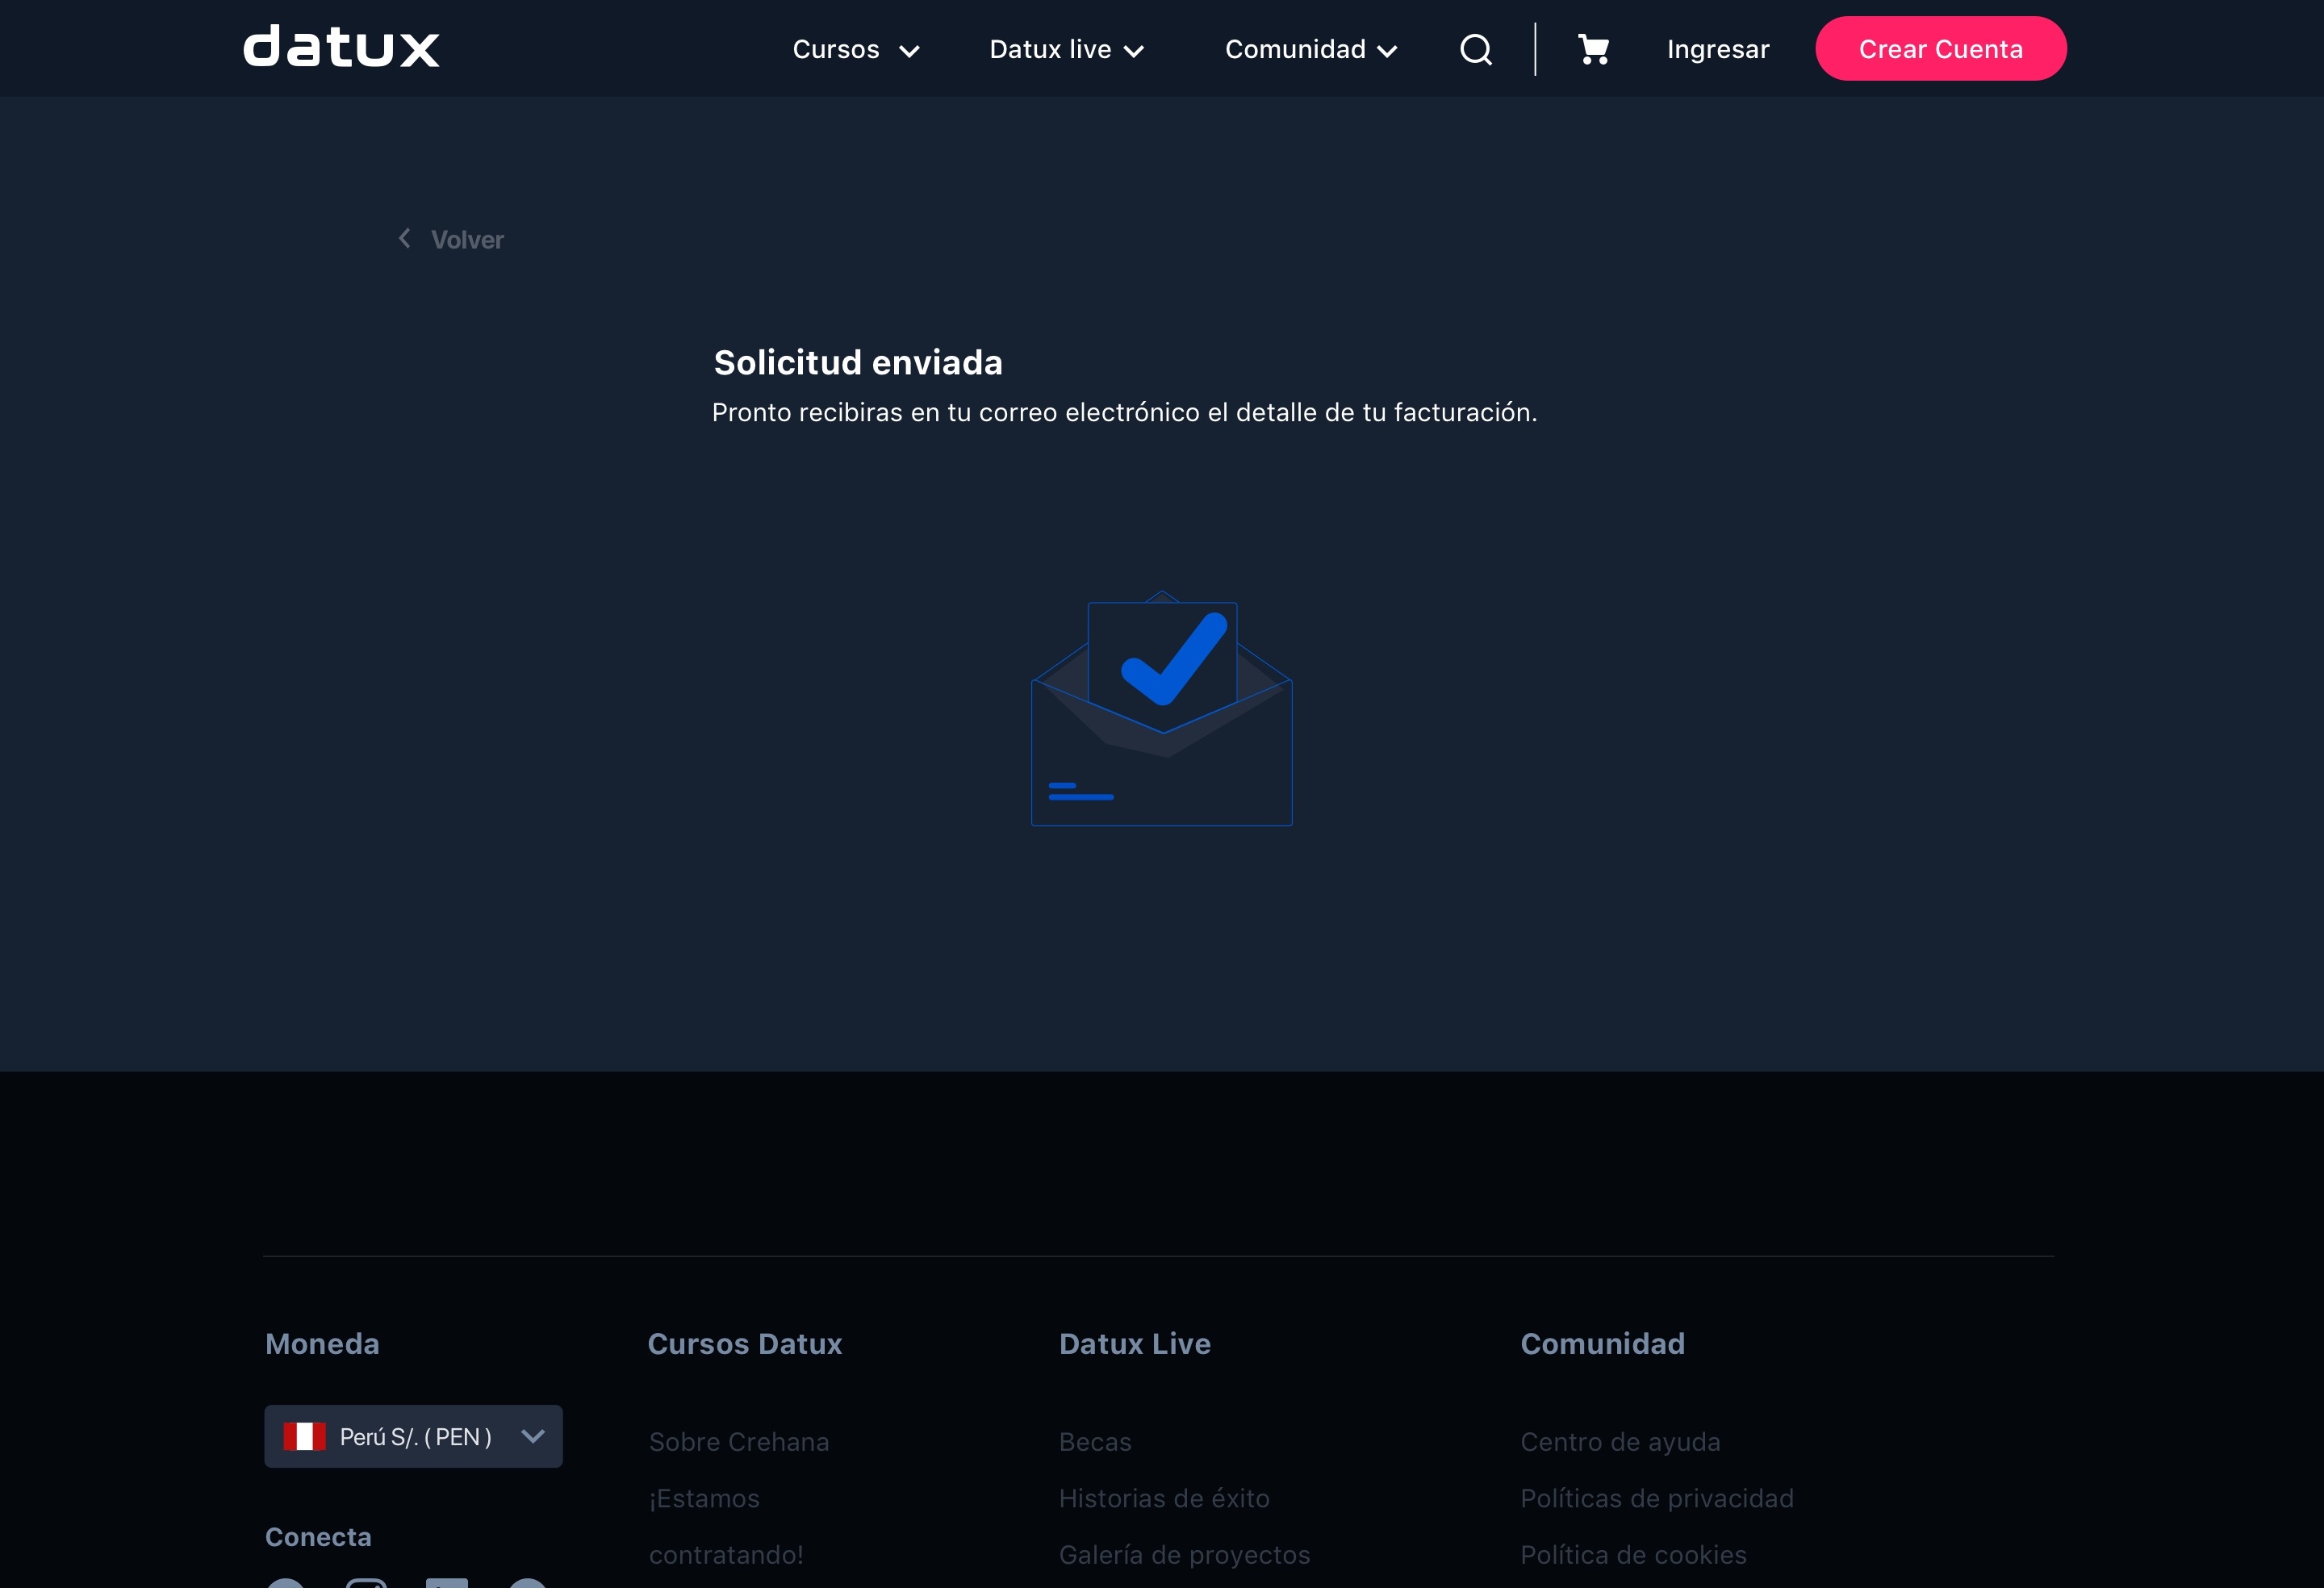 datux
Cursos
Datux live
Comunidad
Ingresar
Crear Cuenta
Volver
Solicitud enviada
Pronto recibiras en tu correo electrónico el detalle de tu facturación.
Moneda
Perú S/. ( PEN )
Conecta
Cursos Datux
Sobre Crehana
¡Estamos
contratando!
Datux Live
Becas
Historias de éxito
Galería de proyectos
Comunidad
Centro de ayuda
Políticas de privacidad
Política de cookies